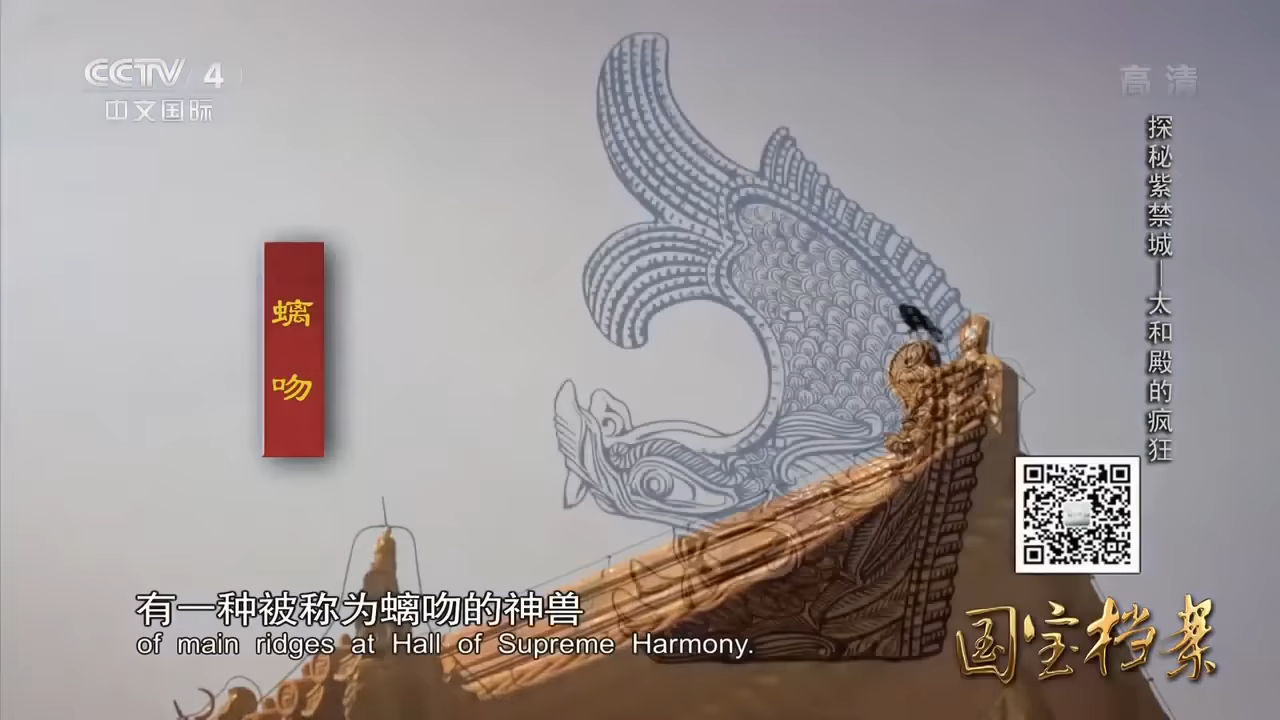 CCTV 4
中文国际
高清
探秘紫禁城—太和殿的疯狂
螭吻
有一种被称为螭吻的神兽
of main ridges at Hall of Supreme Harmony.
国宝档案